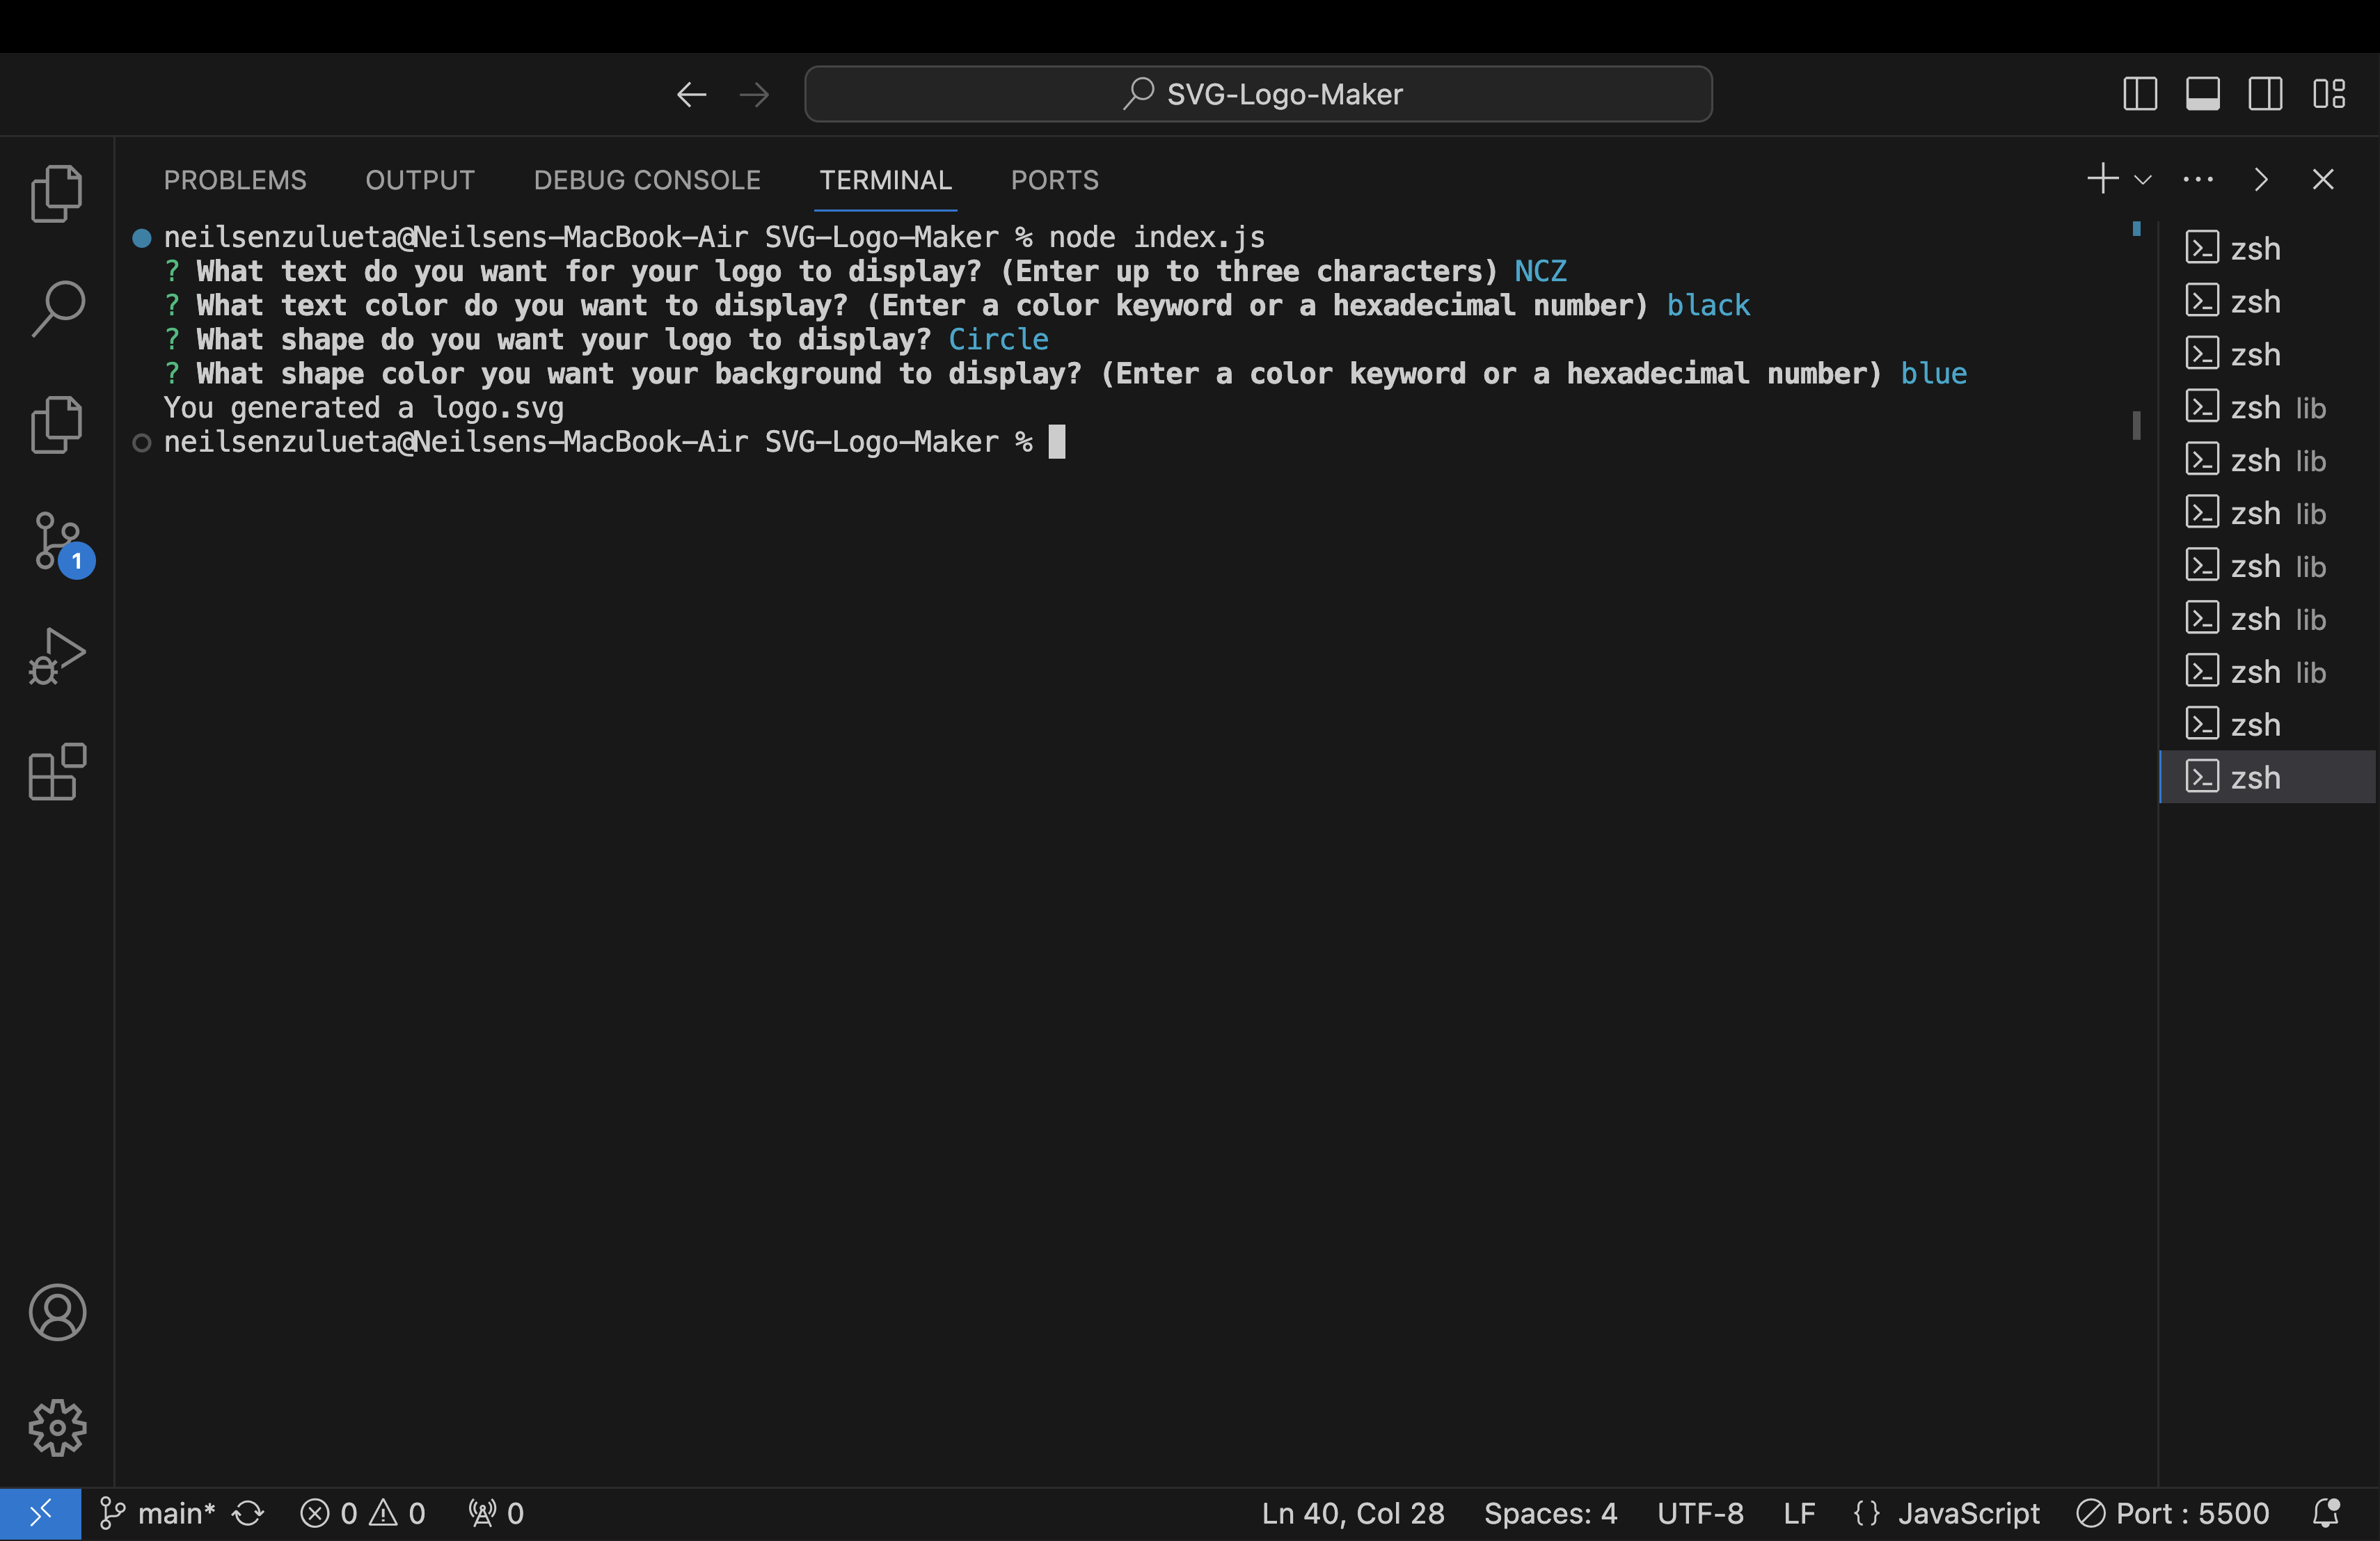 SVG-Logo-Maker
PROBLEMS OUTPUT DEBUG CONSOLE TERMINAL PORTS
neilsenzulueta@Neilsens-MacBook-Air SVG-Logo-Maker % node index.js
? What text do you want for your logo to display? (Enter up to three characters) NCZ
? What text color do you want to display? (Enter a color keyword or a hexadecimal number) black
? What shape do you want your logo to display? Circle
? What shape color you want your background to display? (Enter a color keyword or a hexadecimal number) blue
You generated a logo.svg
neilsenzulueta@Neilsens-MacBook-Air SVG-Logo-Maker %
zsh
zsh
zsh
zsh lib
zsh lib
zsh lib
zsh lib
zsh lib
zsh lib
zsh
zsh
1
main* 0 0 0 Ln 40, Col 28 Spaces: 4 UTF-8 LF {} JavaScript Port : 5500